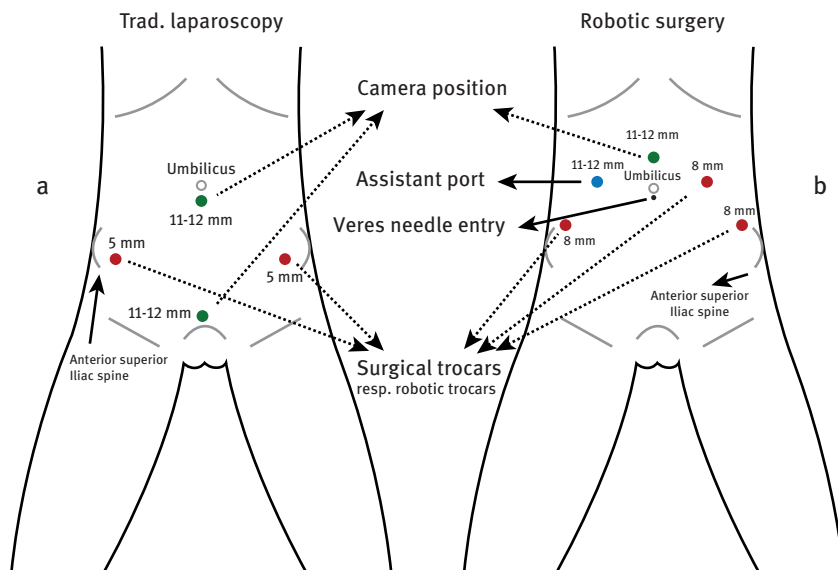 Trad. laparoscopy
Robotic surgery
Camera position
11-12 mm
Umbilicus
11-12 mm
8 mm
a
Assistant port
Umbilicus
b
11-12 mm
Veres needle entry
8 mm
5 mm
8 mm
5 mm
Anterior superior
Iliac spine
11-12 mm
Anterior superior
Iliac spine
Surgical trocars
resp. robotic trocars